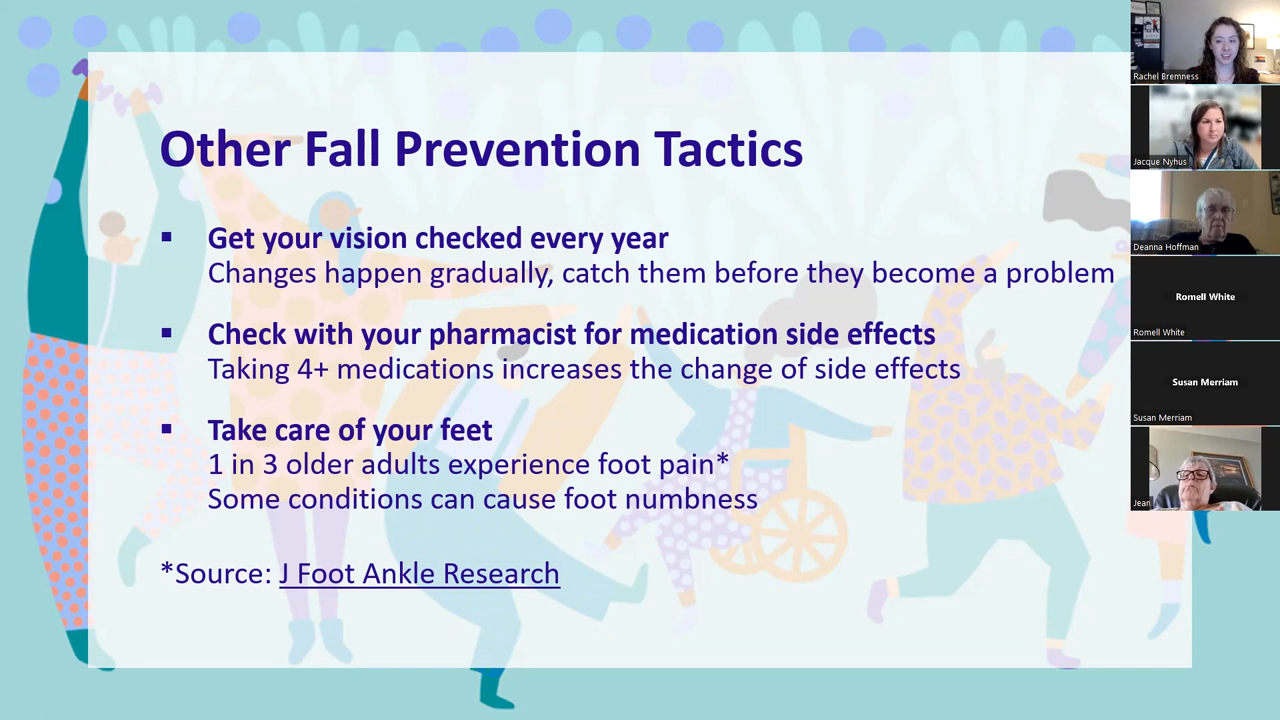 Other Fall Prevention Tactics
▪ Get your vision checked every year
Changes happen gradually, catch them before they become a problem
▪ Check with your pharmacist for medication side effects
Taking 4+ medications increases the change of side effects
▪ Take care of your feet
1 in 3 older adults experience foot pain*
Some conditions can cause foot numbness
*Source: J Foot Ankle Research
Rachel Bremness
Jacque Nyhus
Deanna Hoffman
Romell White
Romell White
Susan Merriam
Susan Merriam
Jean